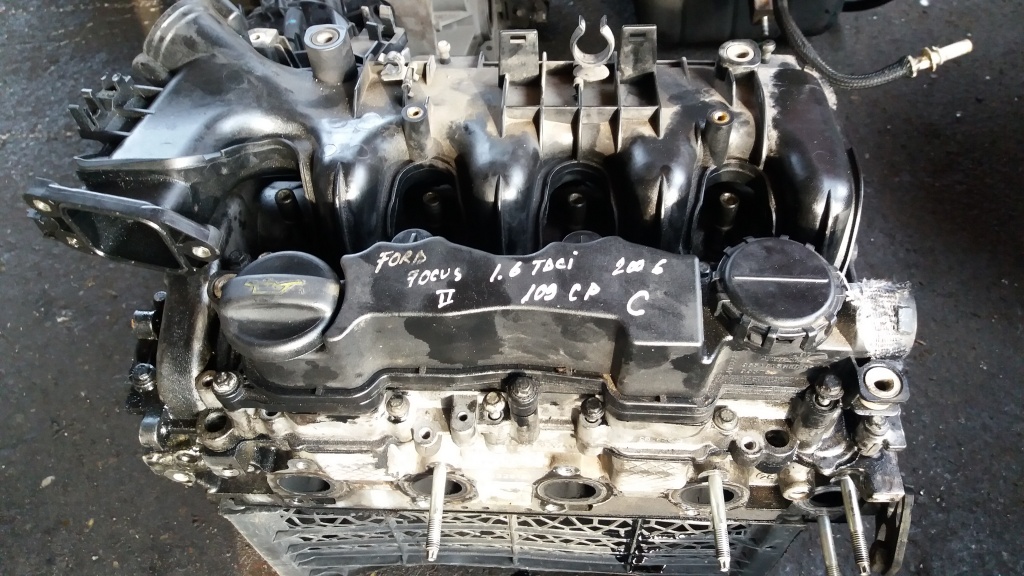 FORD
FOCUS 1.6 TDCi 2006
II 109 CP C